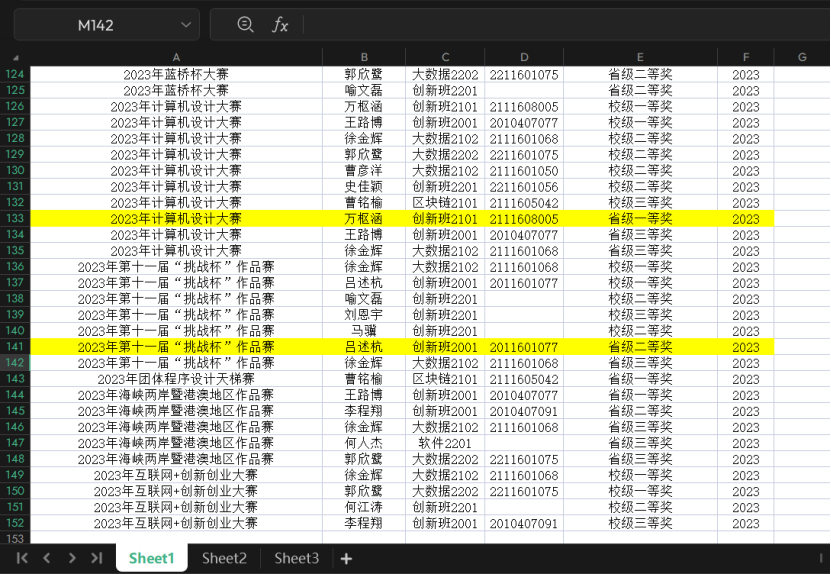 M142 fx
A B C D E F G
124 2023年蓝桥杯大赛 郭欣鹭 大数据2202 2211601075 省级二等奖 2023
125 2023年蓝桥杯大赛 喻文磊 创新班2201 省级二等奖 2023
126 2023年计算机设计大赛 万枢涵 创新班2101 2111608005 校级一等奖 2023
127 2023年计算机设计大赛 王路博 创新班2001 2010407077 校级一等奖 2023
128 2023年计算机设计大赛 徐金辉 大数据2102 2111601068 校级一等奖 2023
129 2023年计算机设计大赛 郭欣鹭 大数据2202 2211601075 校级二等奖 2023
130 2023年计算机设计大赛 曹彦洋 大数据2102 2111601050 校级二等奖 2023
131 2023年计算机设计大赛 史佳颖 创新班2201 2211601056 校级二等奖 2023
132 2023年计算机设计大赛 曹铭榆 区块链2101 2111605042 校级三等奖 2023
133 2023年计算机设计大赛 万枢涵 创新班2101 2111608005 省级一等奖 2023
134 2023年计算机设计大赛 王路博 创新班2001 2010407077 省级三等奖 2023
135 2023年计算机设计大赛 徐金辉 大数据2102 2111601068 省级三等奖 2023
136 2023年第十一届“挑战杯”作品赛 徐金辉 大数据2102 2111601068 校级一等奖 2023
137 2023年第十一届“挑战杯”作品赛 吕述杭 创新班2001 2011601077 校级一等奖 2023
138 2023年第十一届“挑战杯”作品赛 喻文磊 创新班2201 校级二等奖 2023
139 2023年第十一届“挑战杯”作品赛 刘恩宇 创新班2201 校级三等奖 2023
140 2023年第十一届“挑战杯”作品赛 马骥 创新班2201 校级二等奖 2023
141 2023年第十一届“挑战杯”作品赛 吕述杭 创新班2001 2011601077 省级二等奖 2023
142 2023年第十一届“挑战杯”作品赛 徐金辉 大数据2102 2111601068 省级三等奖 2023
143 2023年团体程序设计天梯赛 曹铭榆 区块链2101 2111605042 省级一等奖 2023
144 2023年海峡两岸暨港澳地区作品赛 王路博 创新班2001 2010407077 省级一等奖 2023
145 2023年海峡两岸暨港澳地区作品赛 李程翔 创新班2001 2010407091 省级二等奖 2023
146 2023年海峡两岸暨港澳地区作品赛 徐金辉 大数据2102 2111601068 省级三等奖 2023
147 2023年海峡两岸暨港澳地区作品赛 何人杰 软件2201 省级三等奖 2023
148 2023年海峡两岸暨港澳地区作品赛 郭欣鹭 大数据2202 2211601075 省级三等奖 2023
149 2023年互联网+创新创业大赛 徐金辉 大数据2102 2111601068 校级一等奖 2023
150 2023年互联网+创新创业大赛 郭欣鹭 大数据2202 2211601075 校级一等奖 2023
151 2023年互联网+创新创业大赛 何江涛 创新班2201 校级二等奖 2023
152 2023年互联网+创新创业大赛 李程翔 创新班2001 2010407091 校级三等奖 2023
153
Sheet1 Sheet2 Sheet3 +